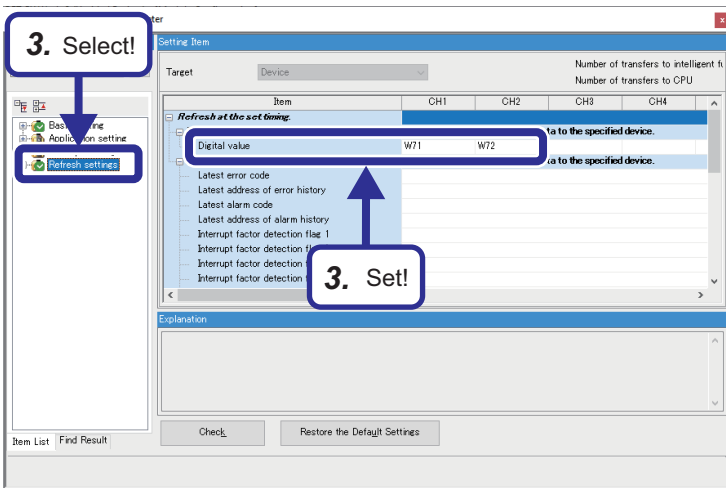 ter
x
3. Select!
Setting Item
Target
Device
Number of transfers to intelligent fu
Number of transfers to CPU
Item
CH1
CH2
CH3
CH4
Refresh at the set timing.
ta to the specified device.
Digital value
W71
W72
ta to the specified device.
Latest error code
Latest address of error history
Latest alarm code
Latest address of alarm history
Interrupt factor detection flag 1
Interrupt factor detection
Interrupt factor detection
Interrupt factor detection
Application setting
Refresh settings
3. Set!
Explanation
Check
Restore the Default Settings
Item List
Find Result